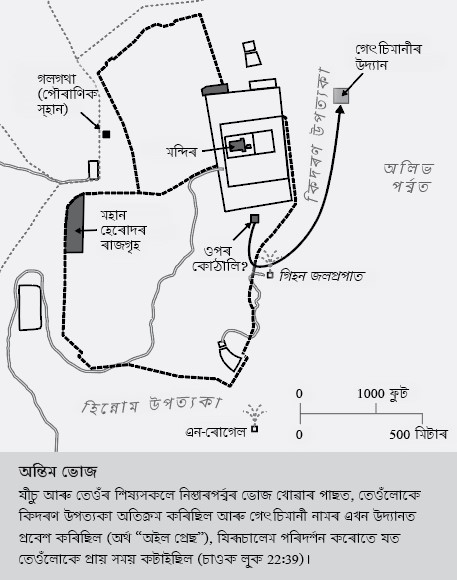 গেৎচিমানীৰ
উদ্যান
গলগথা
(পৌৰাণিক
স্হান)
কিদৰণ উপত্যকা
মন্দিৰ
অলিভ
পৰ্ব্বত
মহান
হেৰোদৰ
ৰাজগৃহ
ওপৰ
কোঠালি?
গিহন জলপ্ৰপাত
হিন্নোম উপত্যকা
এন-ৰোগেল
0 1000 ফুট
0 500 মিটাৰ
অন্তিম ভোজ
যীচু আৰু তেওঁৰ শিষ্যসকলে নিস্তাৰপৰ্ব্বৰ ভোজ খোৱাৰ পাছত, তেওঁলোকে
কিদৰণ উপত্যকা অতিক্ৰম কৰিছিল আৰু গেৎচিমানী নামৰ এখন উদ্যানত
প্ৰবেশ কৰিছিল (অৰ্থ “অইল প্ৰেছ”), যিৰূচালেম পৰিদৰ্শন কৰোতে যত
তেওঁলোকে প্ৰায় সময় কটাইছিল (চাওক লূক 22:39)।